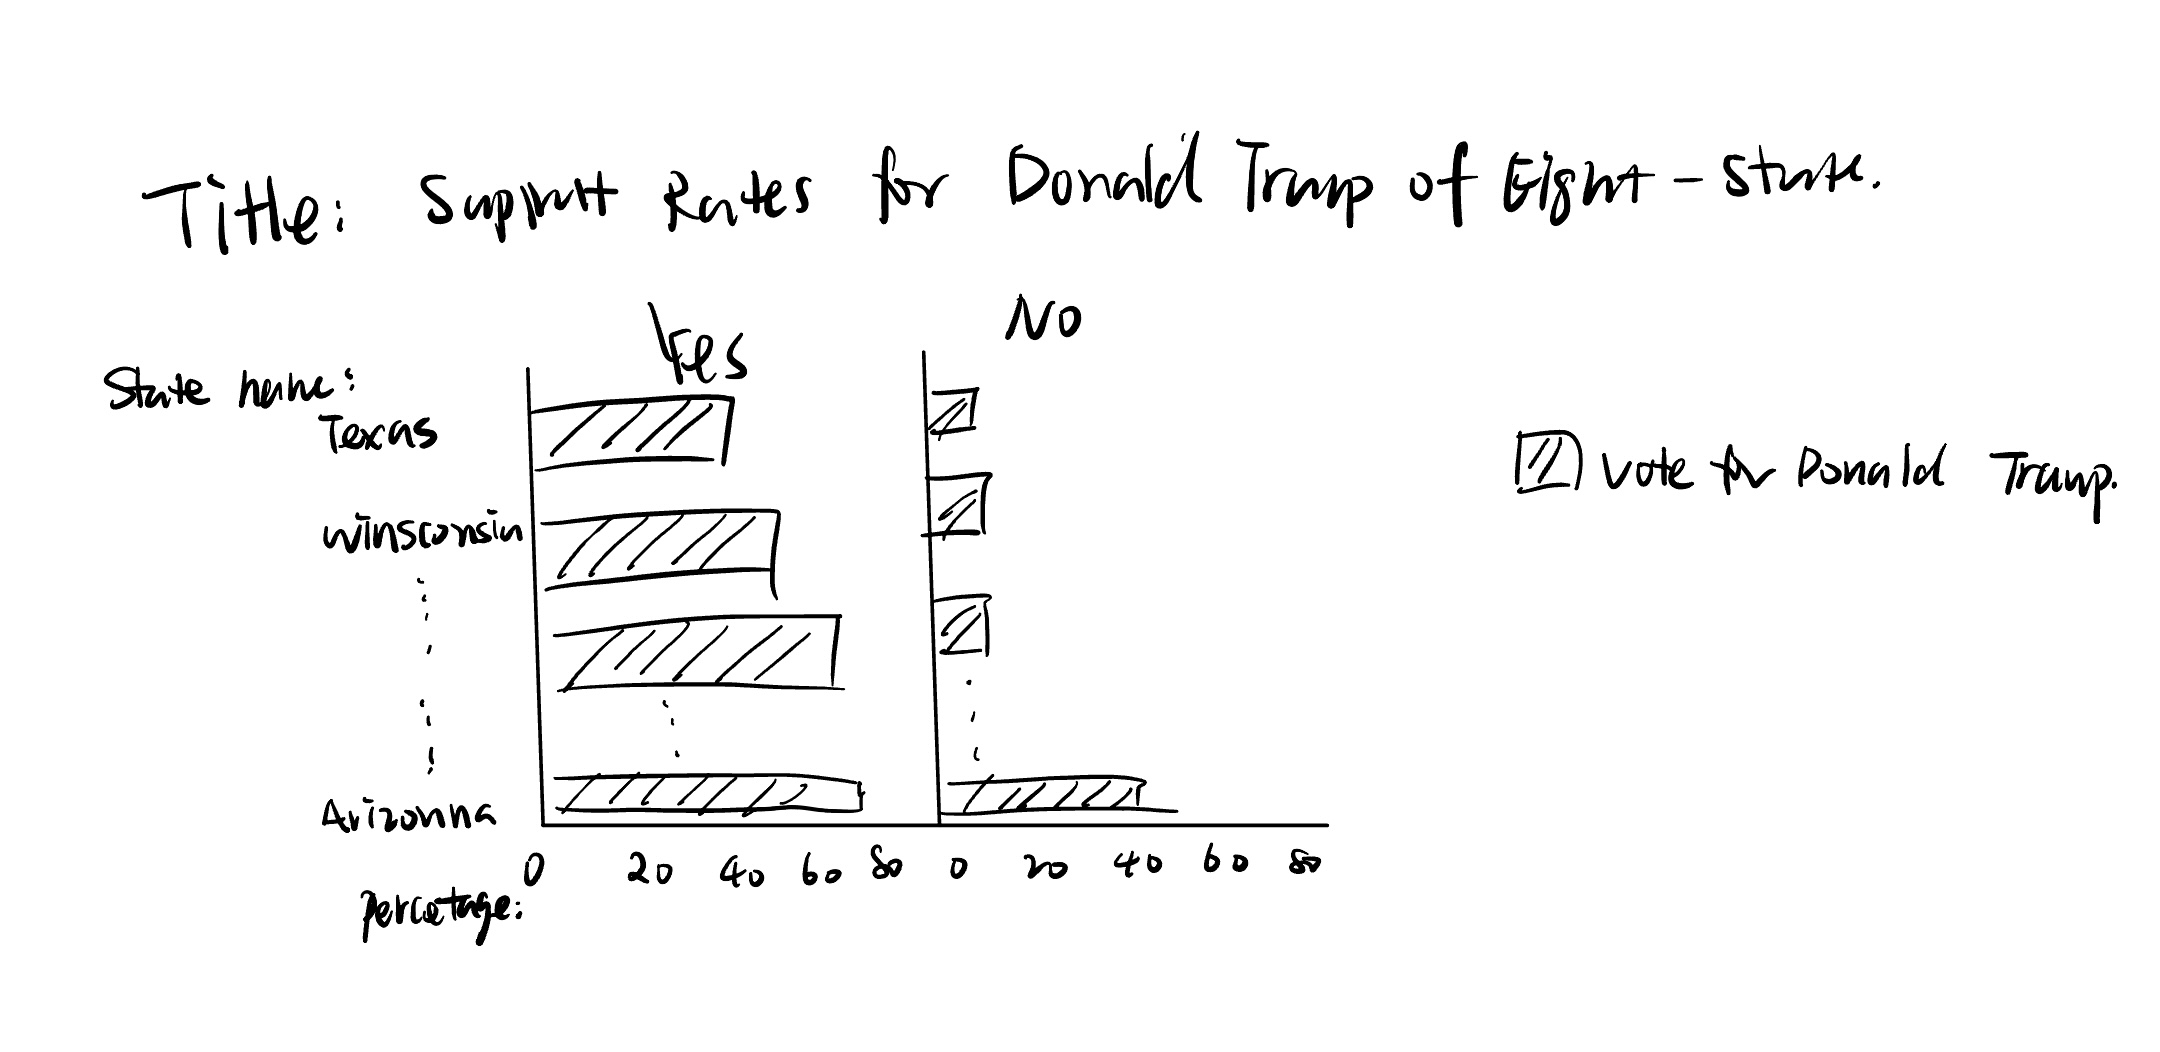 Title: Support Rates for Donald Trump of Eight-State.
Yes
No
State name:
Texas
Winsconsin
Arizonna
vote for Donald Trump.
0 20 40 60 80 0 20 40 60 80
percetage: